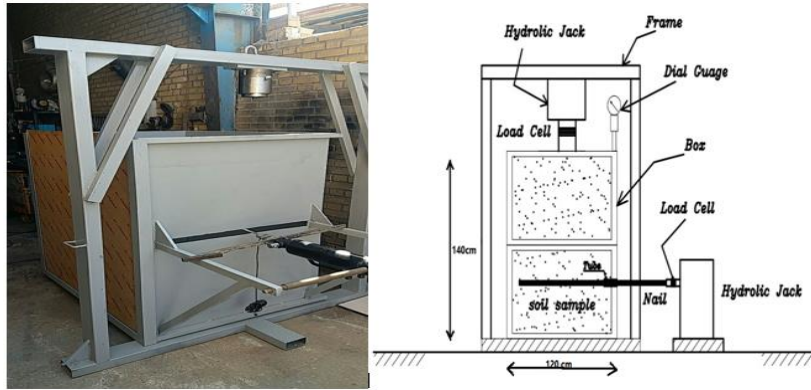 Frame
Hydrolic Jack
Dial Guage
Load Cell
Box
Load Cell
140cm
Tube
soil sample
Nail
Hydrolic Jack
120 cm